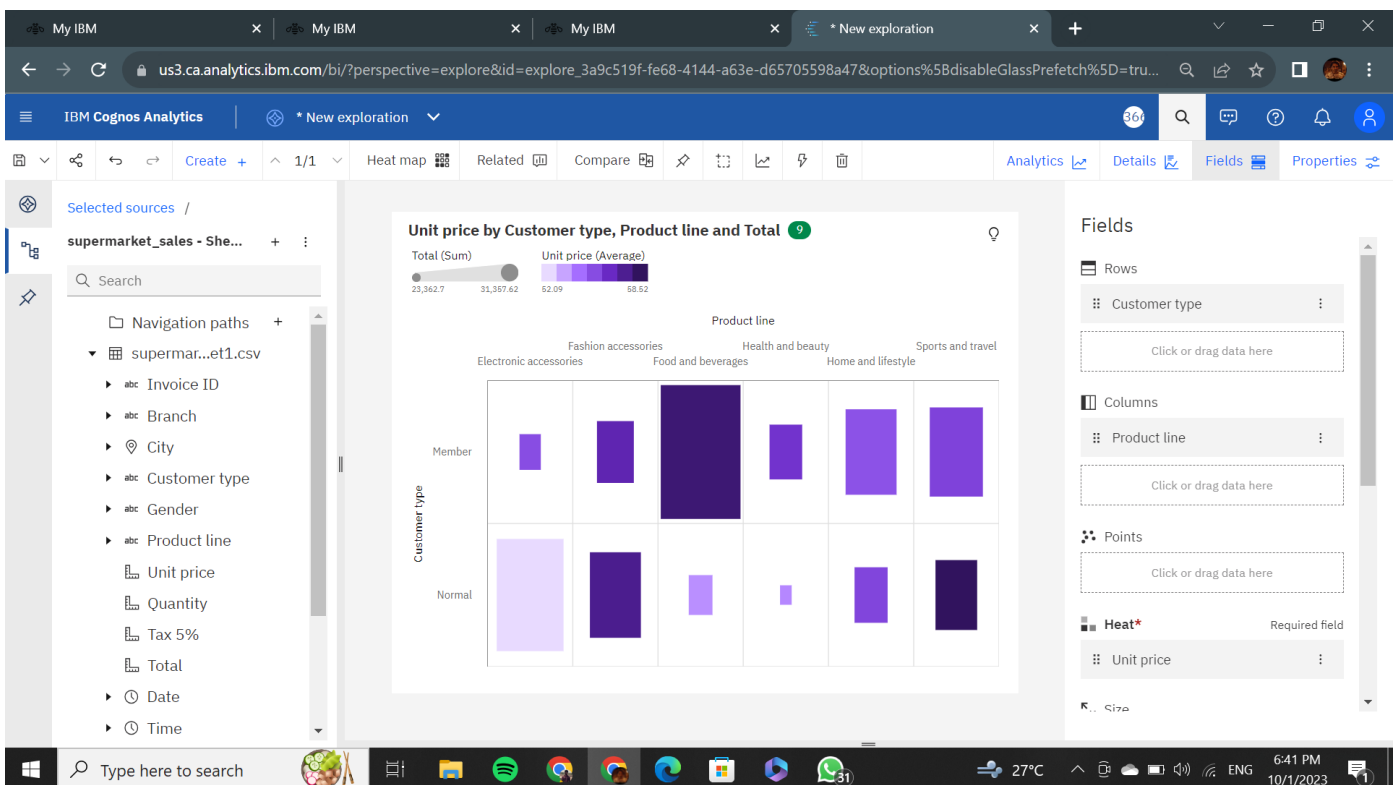 My IBM
My IBM
My IBM
* New exploration
us3.ca.analytics.ibm.com/bi/?perspective=explore&id=explore_3a9c519f-fe68-4144-a63e-d65705598a47&options%5BdisableGlassPrefetch%5D=tru...
IBM Cognos Analytics
* New exploration
366
Create +
1/1
Heat map
Related
Compare
Analytics
Details
Fields
Properties
Selected sources /
supermarket_sales - She...
Search
Navigation paths +
supermar...et1.csv
abc Invoice ID
abc Branch
City
abc Customer type
abc Gender
abc Product line
Unit price
Quantity
Tax 5%
Total
Date
Time
Unit price by Customer type, Product line and Total 9
Total (Sum)
23,362.7 31,357.62
Unit price (Average)
52.09 58.52
Product line
Fashion accessories Health and beauty Sports and travel
Electronic accessories Food and beverages Home and lifestyle
Customer type
Member
Normal
Fields
Rows
Customer type
Click or drag data here
Columns
Product line
Click or drag data here
Points
Click or drag data here
Heat* Required field
Unit price
Size
Type here to search
31
27°C
ENG
6:41 PM
10/1/2023
1